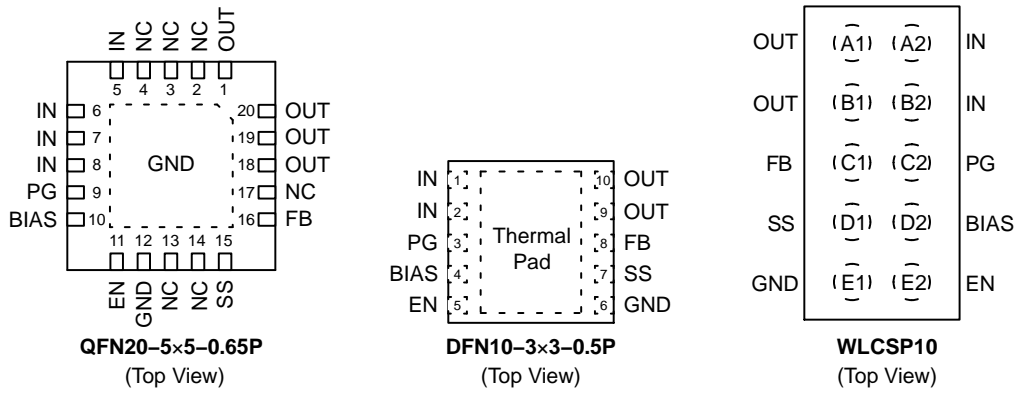 IN NC NC NC OUT
5 4 3 2 1
IN 6 20 OUT
IN 7 19 OUT
IN 8 GND 18 OUT
PG 9 17 NC
BIAS 10 16 FB
11 12 13 14 15
EN GND NC NC SS
QFN20−5×5−0.65P
(Top View)
IN 1 10 OUT
IN 2 9 OUT
PG 3 Thermal 8 FB
BIAS 4 Pad 7 SS
EN 5 6 GND
DFN10−3×3−0.5P
(Top View)
OUT A1 A2 IN
OUT B1 B2 IN
FB C1 C2 PG
SS D1 D2 BIAS
GND E1 E2 EN
WLCSP10
(Top View)